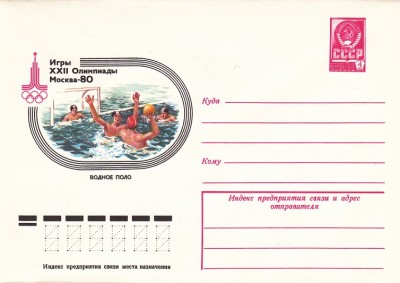 Игры
XXII Олимпиады
Москва-80
ВОДНОЕ ПОЛО
СССР
Куда
Кому
Индекс предприятия связи и адрес
отправителя
Индекс предприятия связи места назначения